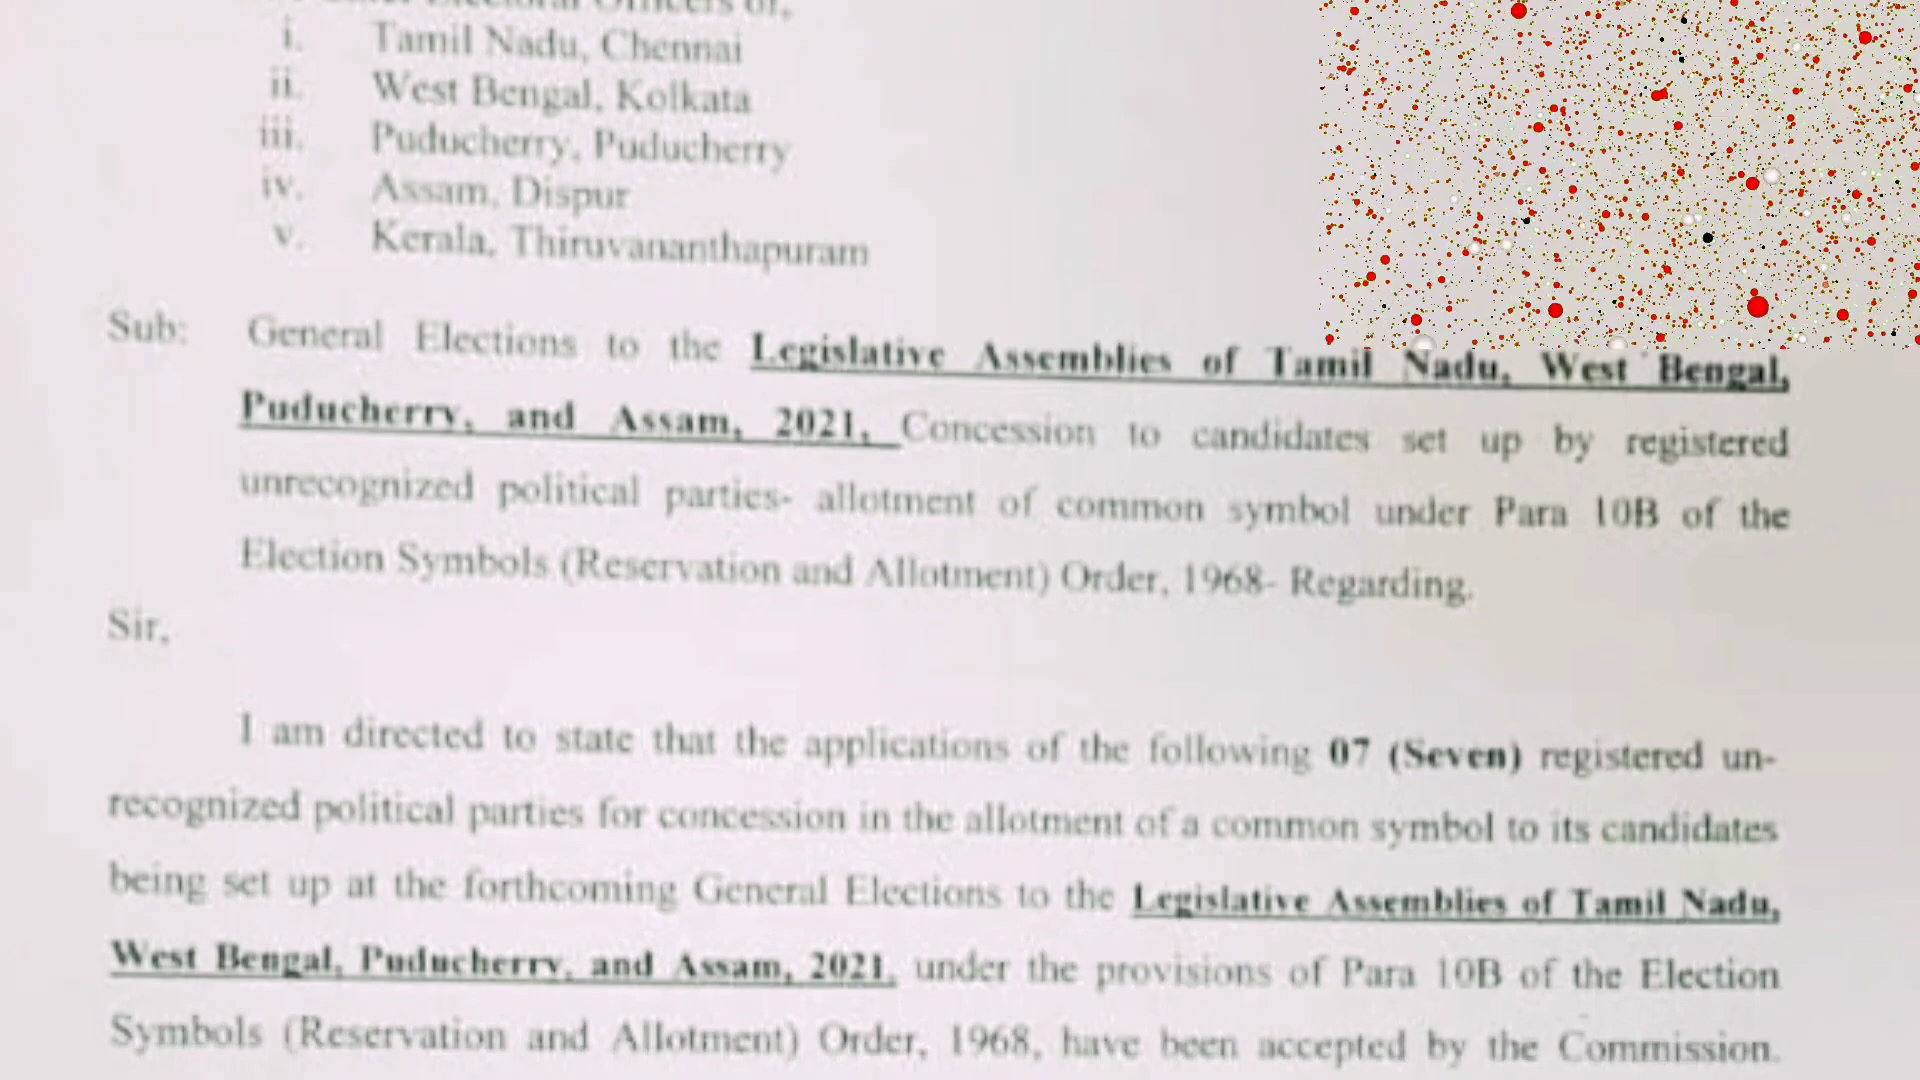 Electoral Officers of,
i. Tamil Nadu, Chennai
ii. West Bengal, Kolkata
iii. Puducherry, Puducherry
iv. Assam, Dispur
v. Kerala, Thiruvananthapuram
Sub: General Elections to the Legislative Assemblies of Tamil Nadu, West Bengal,
Puducherry, and Assam, 2021, Concession to candidates set up by registered
unrecognized political parties- allotment of common symbol under Para 10B of the
Election Symbols (Reservation and Allotment) Order, 1968- Regarding.
Sir,
I am directed to state that the applications of the following 07 (Seven) registered un-
recognized political parties for concession in the allotment of a common symbol to its candidates
being set up at the forthcoming General Elections to the Legislative Assemblies of Tamil Nadu,
West Bengal, Puducherry, and Assam, 2021, under the provisions of Para 10B of the Election
Symbols (Reservation and Allotment) Order, 1968, have been accepted by the Commission.